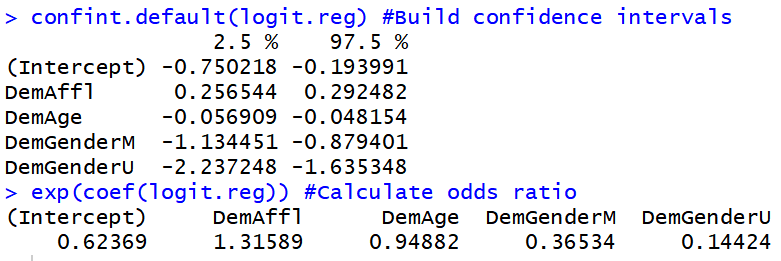 > confint.default(logit.reg) #Build confidence intervals
2.5 % 97.5 %
(Intercept) -0.750218 -0.193991
DemAffl 0.256544 0.292482
DemAge -0.056909 -0.048154
DemGenderM -1.134451 -0.879401
DemGenderU -2.237248 -1.635348
> exp(coef(logit.reg)) #Calculate odds ratio
(Intercept) DemAffl DemAge DemGenderM DemGenderU
0.62369 1.31589 0.94882 0.36534 0.14424